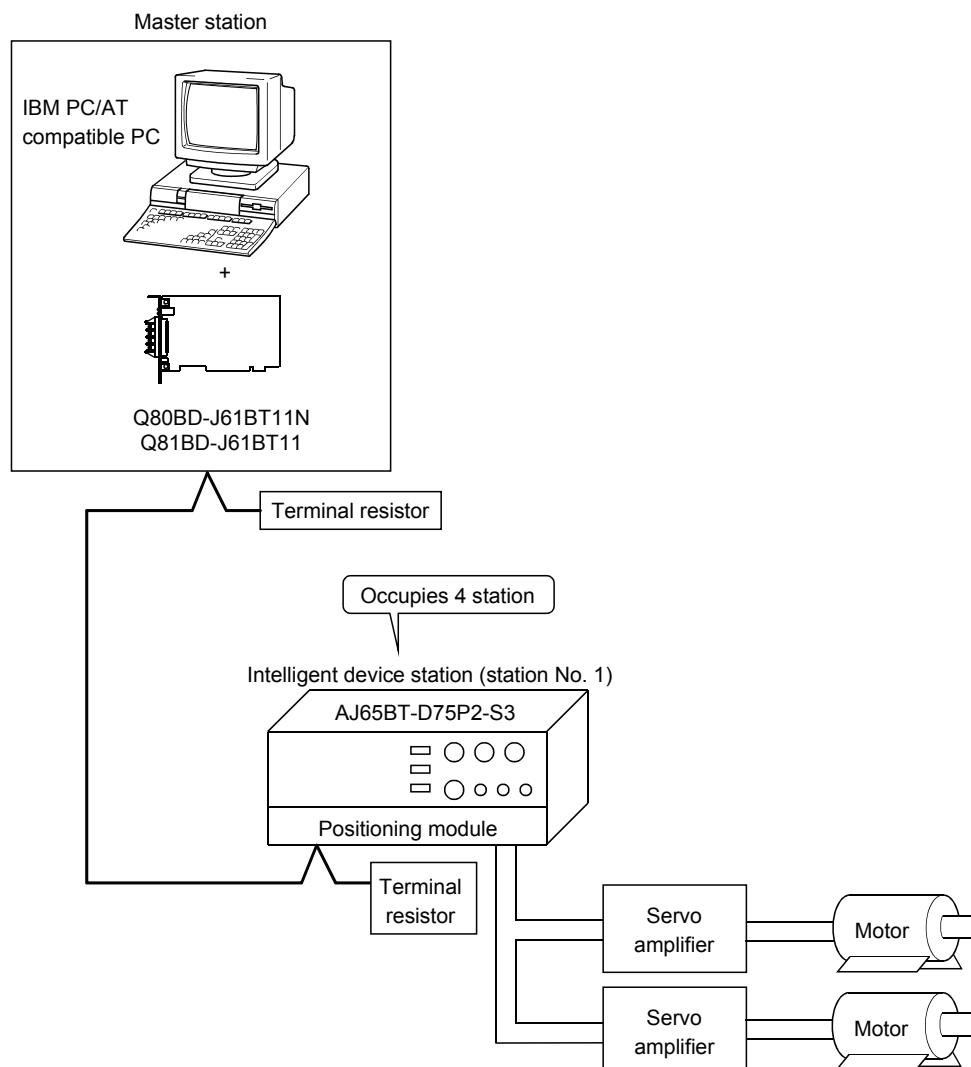 Master station
IBM PC/AT
compatible PC
+
Q80BD-J61BT11N
Q81BD-J61BT11
Terminal resistor
Occupies 4 station
Intelligent device station (station No. 1)
AJ65BT-D75P2-S3
Positioning module
Terminal
resistor
Servo
amplifier
Motor
Servo
amplifier
Motor